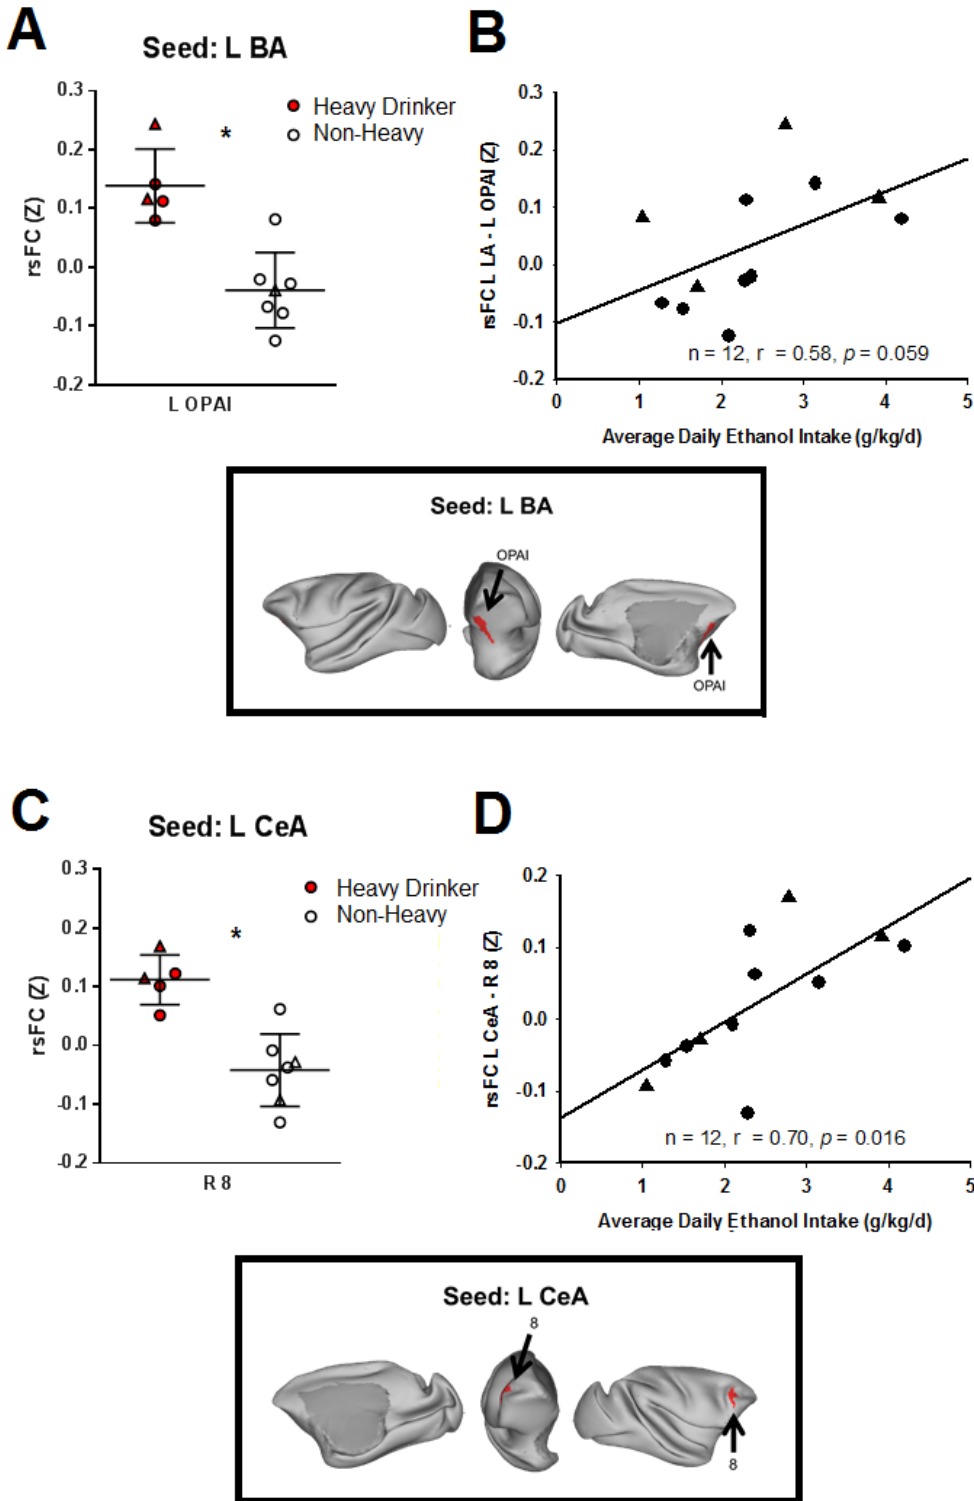 A
Seed: L BA
0.3
0.2
0.1
0.0
-0.1
-0.2
rsFC (Z)
Heavy Drinker
Non-Heavy
*
L OPAI
B
0.3
0.2
0.1
0.0
-0.1
-0.2
rsFC L LA - L OPAI (Z)
n = 12, r = 0.58, p = 0.059
0 1 2 3 4 5
Average Daily Ethanol Intake (g/kg/d)
Seed: L BA
OPAI
OPAI
C
Seed: L CeA
0.3
0.2
0.1
0.0
-0.1
-0.2
rsFC (Z)
Heavy Drinker
Non-Heavy
*
R 8
D
0.2
0.1
0.0
-0.1
-0.2
rsFC L CeA - R 8 (Z)
n = 12, r = 0.70, p = 0.016
0 1 2 3 4 5
Average Daily Ethanol Intake (g/kg/d)
Seed: L CeA
8
8